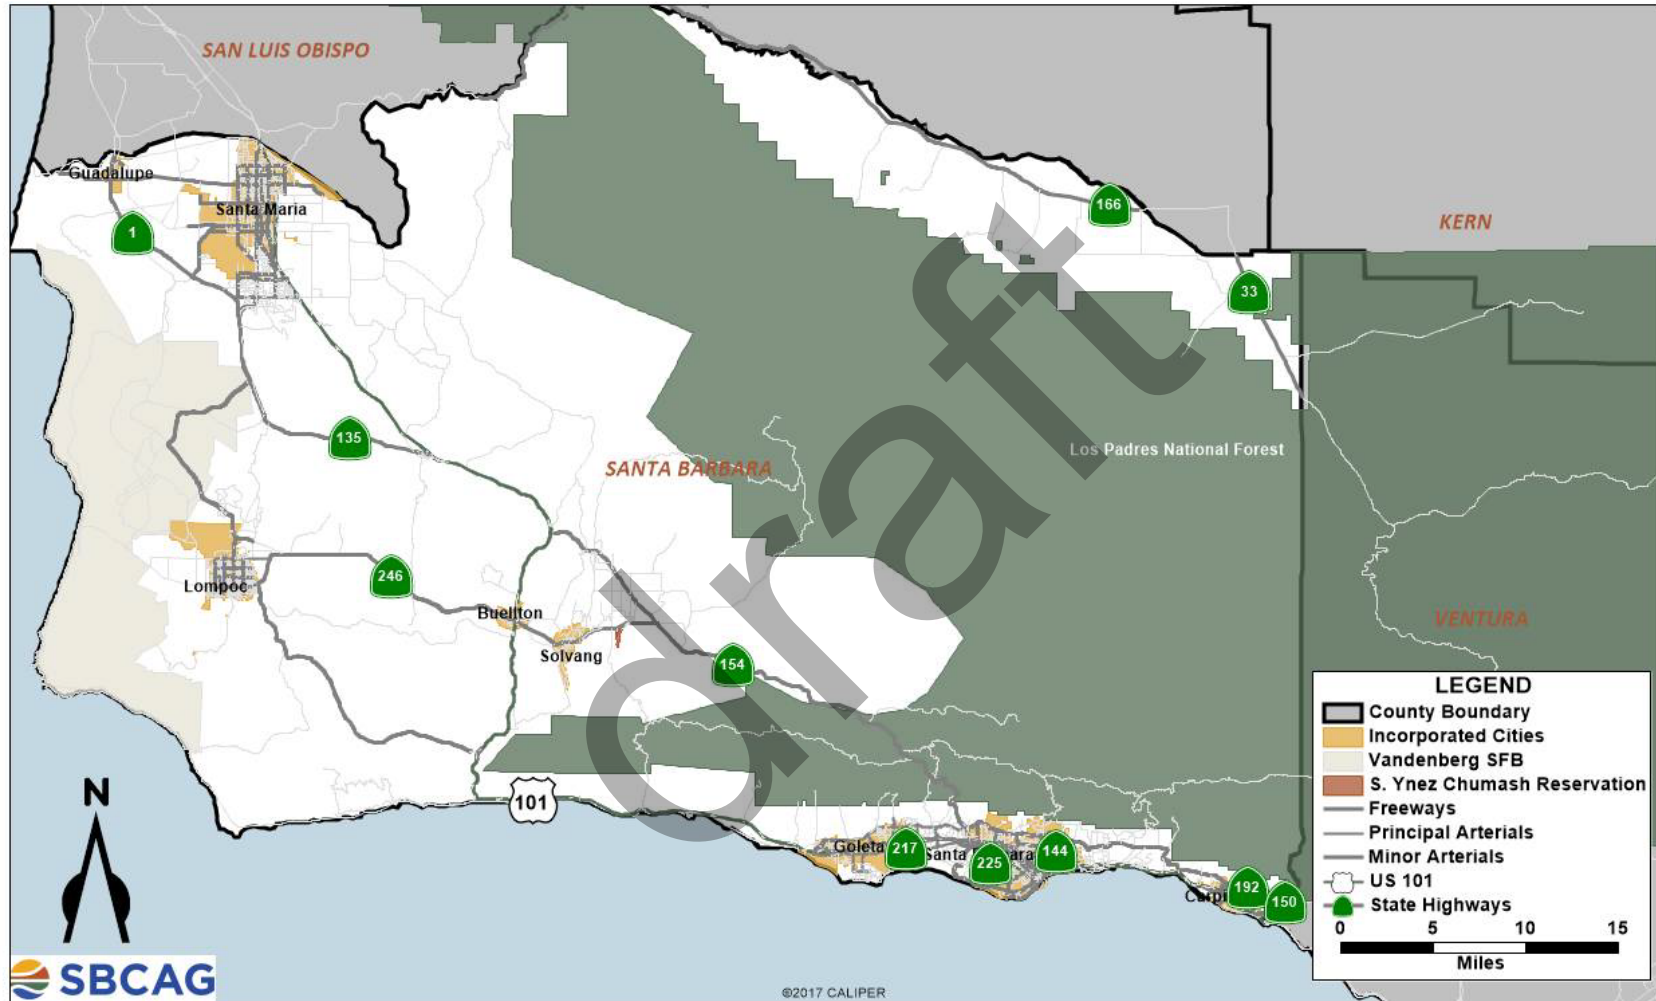 SAN LUIS OBISPO
Guadalupe
Santa Maria
1
166
KERN
33
135
SANTA BARBARA
Los Padres National Forest
draft
246
Lompoc
Buellton
Solvang
154
VENTURA
101
Goleta
217
Santa
225
144
192
150
LEGEND
County Boundary
Incorporated Cities
Vandenberg SFB
S. Ynez Chumash Reservation
Freeways
Principal Arterials
Minor Arterials
US 101
State Highways
0 5 10 15
Miles
N
SBCAG
©2017 CALIPER